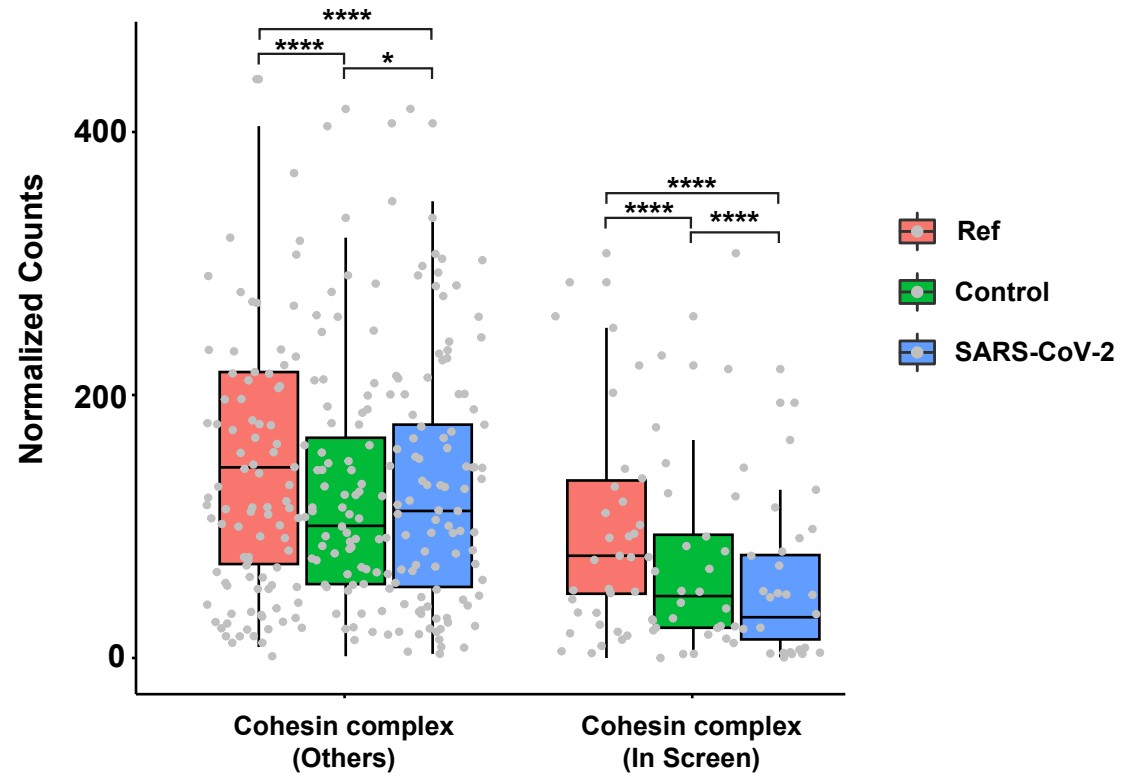 ****
**** *
400
****
**** ****
Normalized Counts
Ref
Control
SARS-CoV-2
200
0
Cohesin complex
(Others)
Cohesin complex
(In Screen)